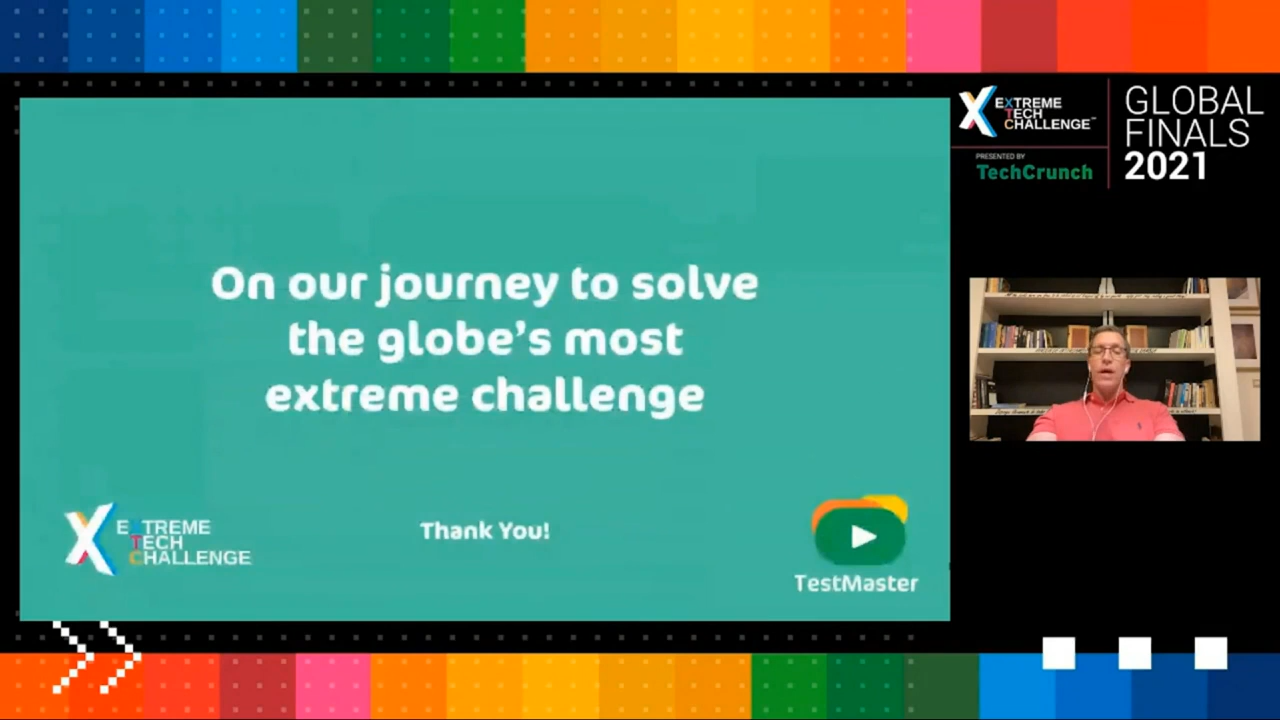 EXTREME
TECH
CHALLENGE™
PRESENTED BY
TechCrunch
GLOBAL
FINALS
2021
On our journey to solve
the globe's most
extreme challenge
Thank You!
EXTREME
TECH
CHALLENGE
TestMaster